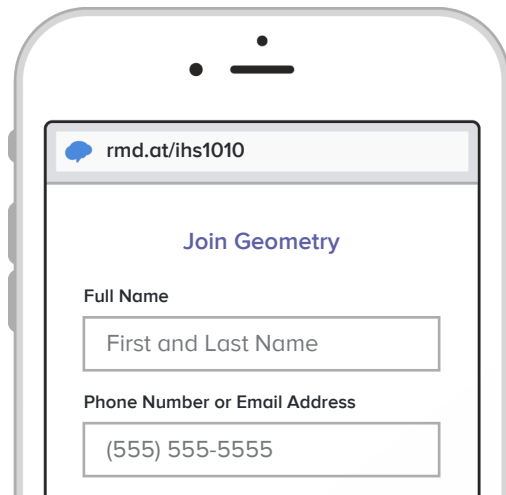 rmd.at/ihs1010
Join Geometry
Full Name
First and Last Name
Phone Number or Email Address
(555) 555-5555